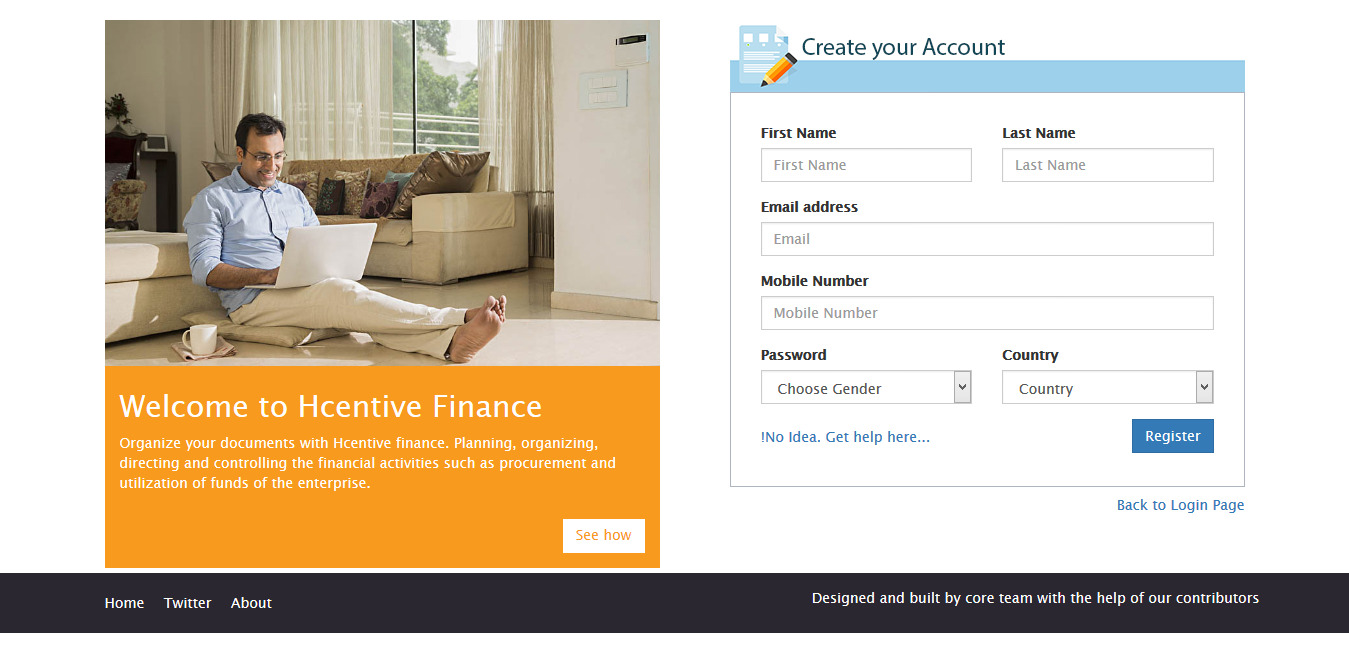 Create your Account
First Name
Last Name
First Name
Last Name
Email address
Email
Mobile Number
Mobile Number
Password
Country
Choose Gender
Country
!No Idea. Get help here...
Register
Back to Login Page
Welcome to Hcentive Finance
Organize your documents with Hcentive finance. Planning, organizing,
directing and controlling the financial activities such as procurement and
utilization of funds of the enterprise.
See how
Home
Twitter
About
Designed and built by core team with the help of our contributors